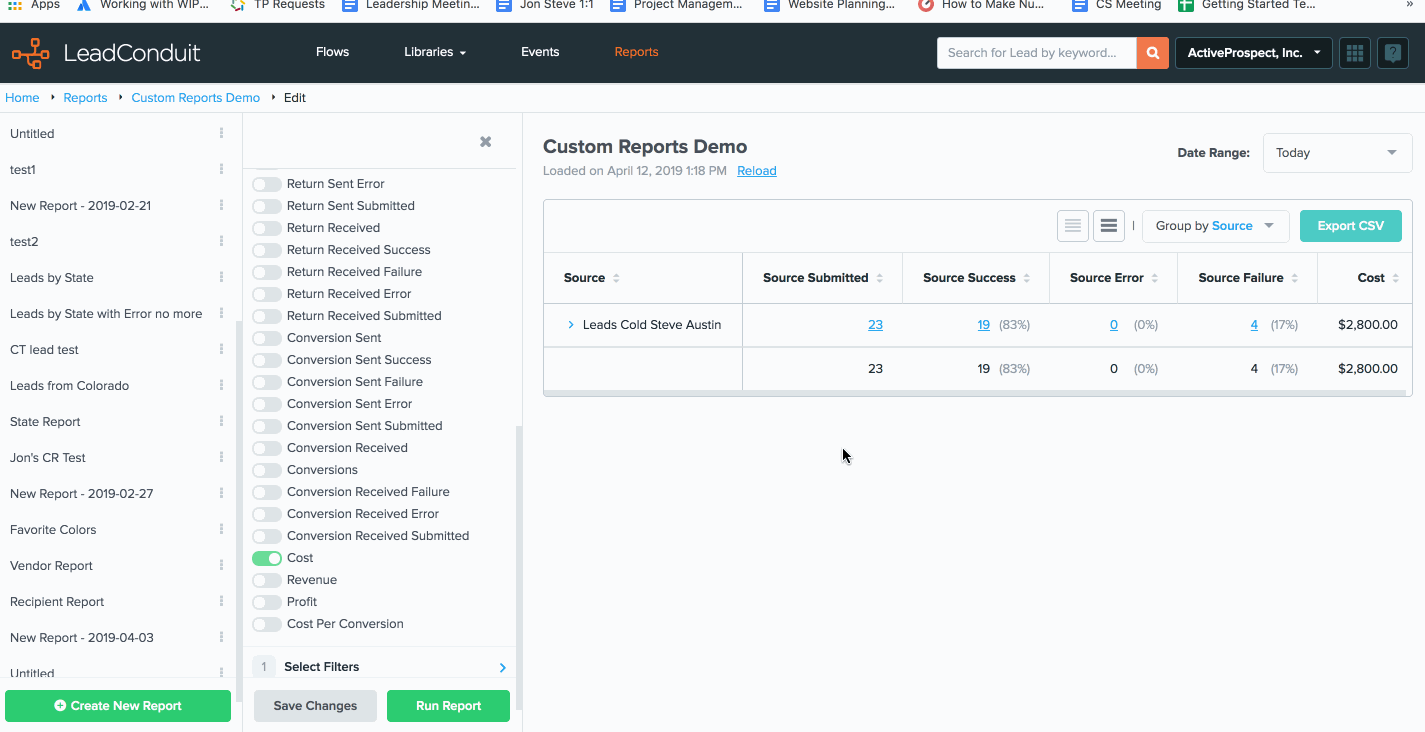 Apps
Working with WIP...
TP Requests
Leadership Meetin...
Jon Steve 1:1
Project Managem...
Website Planning...
How to Make Nu...
CS Meeting
Getting Started Te...
»
LeadConduit
Flows
Libraries
Events
Reports
Search for Lead by keyword...
ActiveProspect, Inc.
?
Home
Reports
Custom Reports Demo
Edit
Untitled
test1
New Report - 2019-02-21
test2
Leads by State
Leads by State with Error no more
CT lead test
Leads from Colorado
State Report
Jon's CR Test
New Report - 2019-02-27
Favorite Colors
Vendor Report
Recipient Report
New Report - 2019-04-03
Untitled
Create New Report
Return Sent Error
Return Sent Submitted
Return Received
Return Received Success
Return Received Failure
Return Received Error
Return Received Submitted
Conversion Sent
Conversion Sent Success
Conversion Sent Failure
Conversion Sent Error
Conversion Sent Submitted
Conversion Received
Conversions
Conversion Received Failure
Conversion Received Error
Conversion Received Submitted
Cost
Revenue
Profit
Cost Per Conversion
1 Select Filters
Save Changes
Run Report
Custom Reports Demo
Loaded on April 12, 2019 1:18 PM Reload
Date Range: Today
| Group by Source
Export CSV
Source Source Submitted Source Success Source Error Source Failure Cost
Leads Cold Steve Austin 23 19 (83%) 0 (0%) 4 (17%) $2,800.00
23 19 (83%) 0 (0%) 4 (17%) $2,800.00